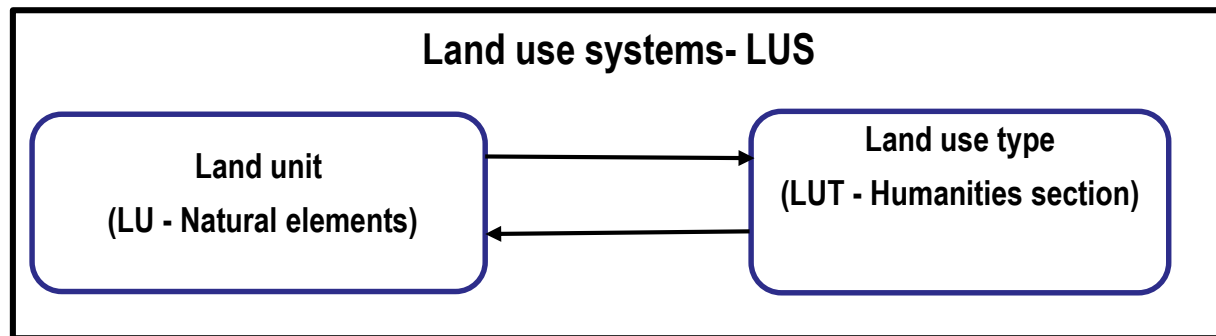 Land use systems- LUS
Land unit
(LU - Natural elements)
Land use type
(LUT - Humanities section)